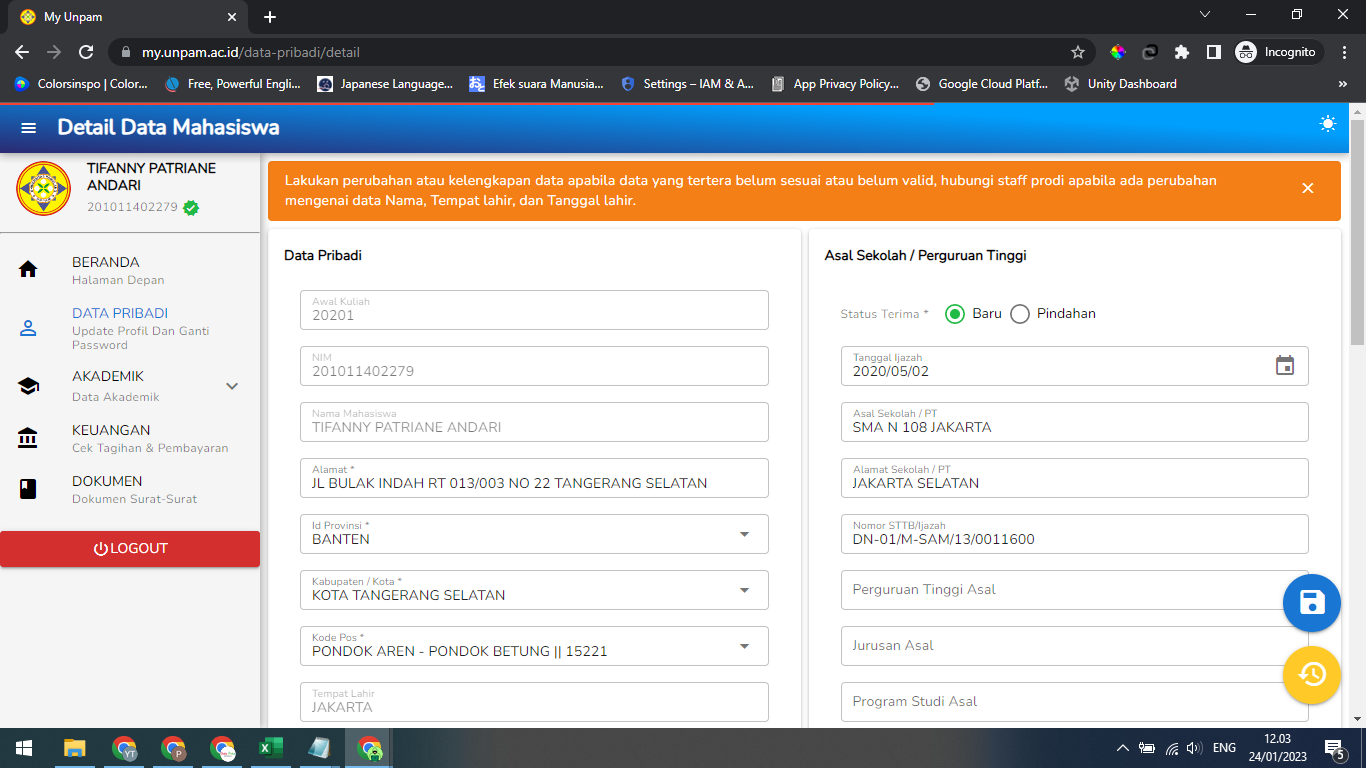 My Unpam
my.unpam.ac.id/data-pribadi/detail
Incognito
Colorsinspo | Color...
Free, Powerful Engli...
Japanese Language...
Efek suara Manusia...
Settings – IAM & A...
App Privacy Policy...
Google Cloud Platf...
Unity Dashboard
»
Detail Data Mahasiswa
TIFANNY PATRIANE
ANDARI
201011402279
BERANDA
Halaman Depan
DATA PRIBADI
Update Profil Dan Ganti
Password
AKADEMIK
Data Akademik
KEUANGAN
Cek Tagihan & Pembayaran
DOKUMEN
Dokumen Surat-Surat
LOGOUT
Lakukan perubahan atau kelengkapan data apabila data yang tertera belum sesuai atau belum valid, hubungi staff prodi apabila ada perubahan
mengenai data Nama, Tempat lahir, dan Tanggal lahir.
Data Pribadi
Awal Kuliah
20201
NIM
201011402279
Nama Mahasiswa
TIFANNY PATRIANE ANDARI
Alamat *
JL BULAK INDAH RT 013/003 NO 22 TANGERANG SELATAN
Id Provinsi *
BANTEN
Kabupaten / Kota *
KOTA TANGERANG SELATAN
Kode Pos *
PONDOK AREN - PONDOK BETUNG || 15221
Tempat Lahir
JAKARTA
Asal Sekolah / Perguruan Tinggi
Status Terima * Baru Pindahan
Tanggal Ijazah
2020/05/02
Asal Sekolah / PT
SMA N 108 JAKARTA
Alamat Sekolah / PT
JAKARTA SELATAN
Nomor STTB/Ijazah
DN-01/M-SAM/13/0011600
Perguruan Tinggi Asal
Jurusan Asal
Program Studi Asal
YT
P
ENG
12.03
24/01/2023
5